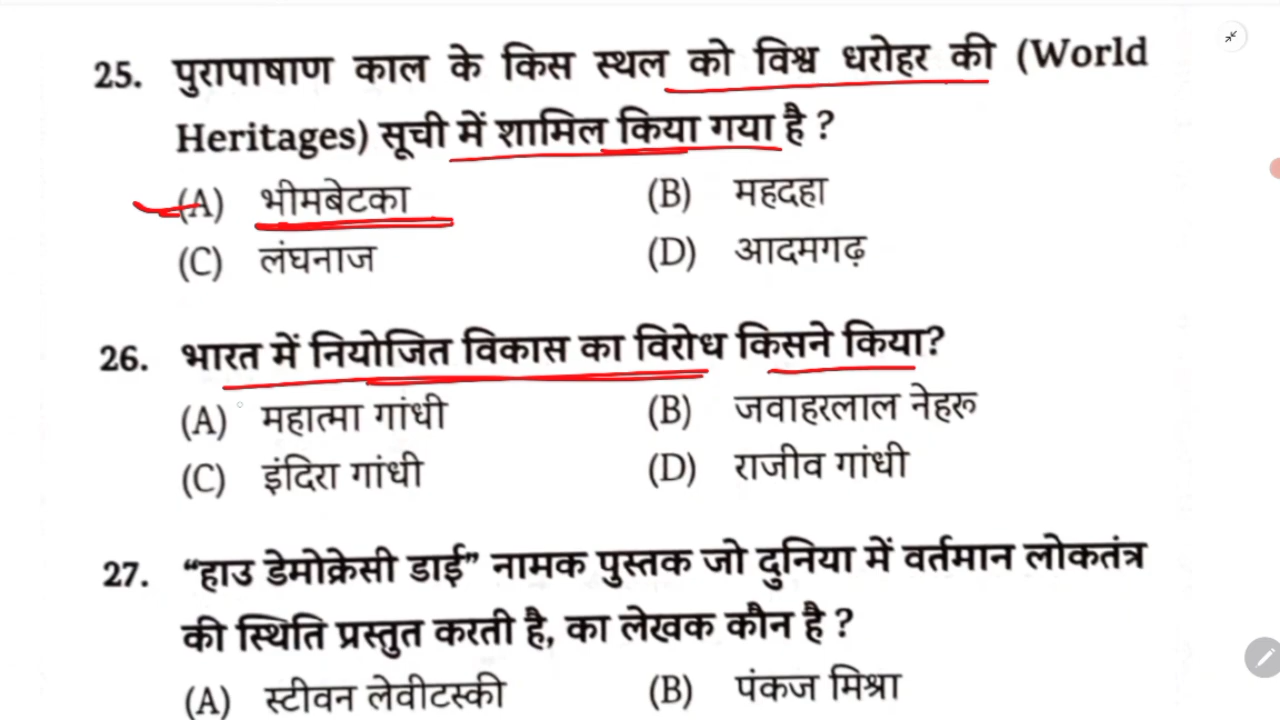 25. पुरापाषाण काल के किस स्थल को विश्व धरोहर की (World
Heritages) सूची में शामिल किया गया है ?
(A) भीमबेटका (B) महदहा
(C) लंघनाज (D) आदमगढ़
26. भारत में नियोजित विकास का विरोध किसने किया?
(A) महात्मा गांधी (B) जवाहरलाल नेहरू
(C) इंदिरा गांधी (D) राजीव गांधी
27. “हाउ डेमोक्रेसी डाई” नामक पुस्तक जो दुनिया में वर्तमान लोकतंत्र
की स्थिति प्रस्तुत करती है, का लेखक कौन है ?
(A) स्टीवन लेवीटस्की (B) पंकज मिश्रा